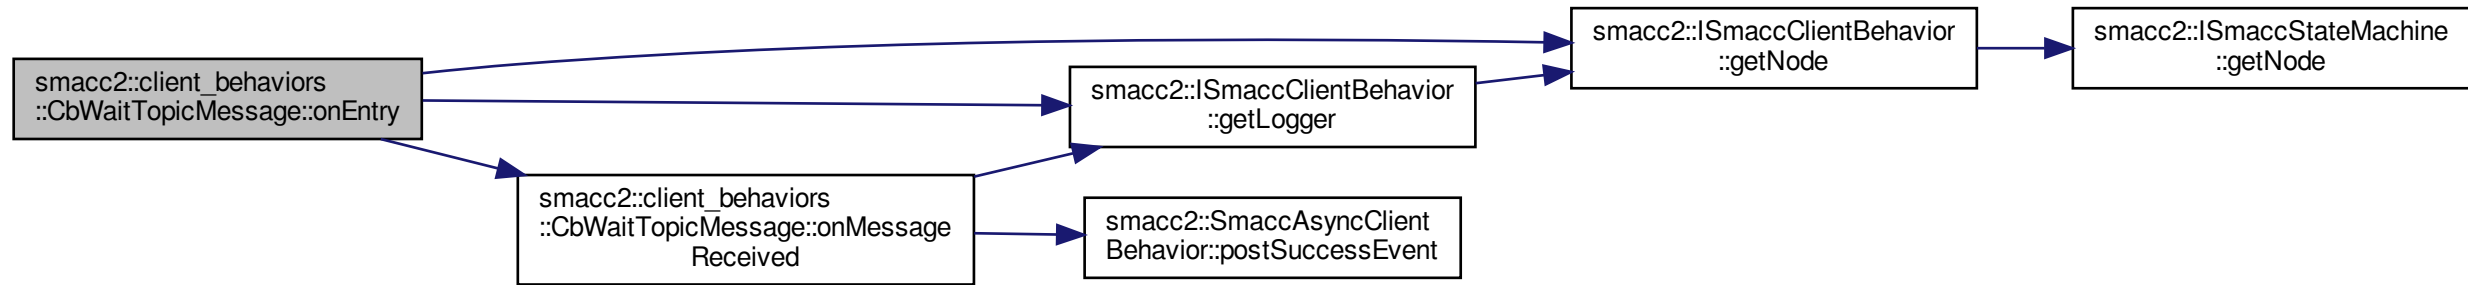 smacc2::client_behaviors
::CbWaitTopicMessage::onEntry
smacc2::ISmaccClientBehavior
::getNode
smacc2::ISmaccStateMachine
::getNode
smacc2::ISmaccClientBehavior
::getLogger
smacc2::client_behaviors
::CbWaitTopicMessage::onMessage
Received
smacc2::SmaccAsyncClient
Behavior::postSuccessEvent